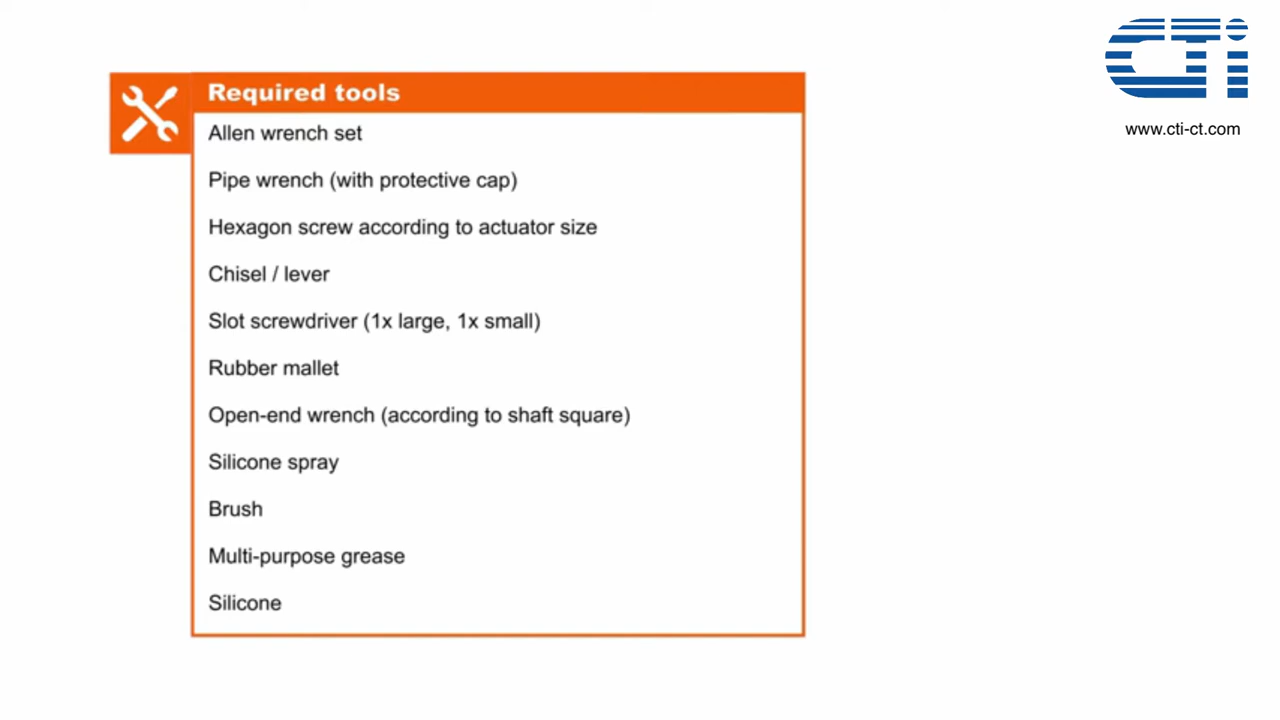 CTi
www.cti-ct.com
Required tools
Allen wrench set
Pipe wrench (with protective cap)
Hexagon screw according to actuator size
Chisel / lever
Slot screwdriver (1x large, 1x small)
Rubber mallet
Open-end wrench (according to shaft square)
Silicone spray
Brush
Multi-purpose grease
Silicone